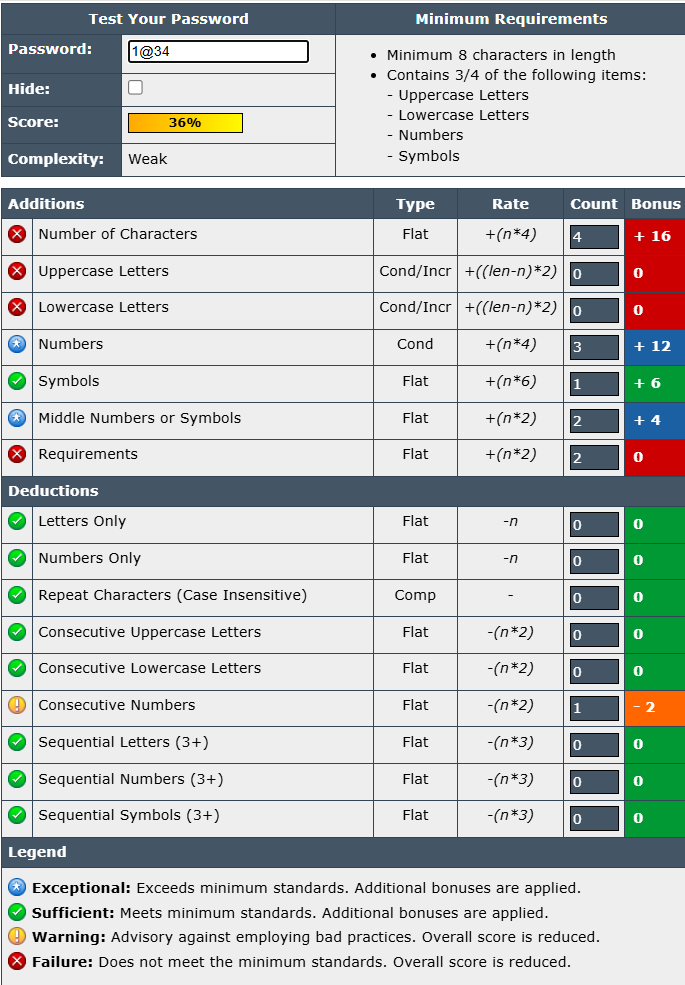 Test Your Password Minimum Requirements
Password: 1@34
• Minimum 8 characters in length
• Contains 3/4 of the following items:
- Uppercase Letters
- Lowercase Letters
- Numbers
- Symbols
Hide:
Score: 36%
Complexity: Weak
Additions Type Rate Count Bonus
Number of Characters Flat +(n*4) 4 + 16
Uppercase Letters Cond/Incr +((len-n)*2) 0 0
Lowercase Letters Cond/Incr +((len-n)*2) 0 0
Numbers Cond +(n*4) 3 + 12
Symbols Flat +(n*6) 1 + 6
Middle Numbers or Symbols Flat +(n*2) 2 + 4
Requirements Flat +(n*2) 2 0
Deductions
Letters Only Flat -n 0 0
Numbers Only Flat -n 0 0
Repeat Characters (Case Insensitive) Comp - 0 0
Consecutive Uppercase Letters Flat -(n*2) 0 0
Consecutive Lowercase Letters Flat -(n*2) 0 0
Consecutive Numbers Flat -(n*2) 1 - 2
Sequential Letters (3+) Flat -(n*3) 0 0
Sequential Numbers (3+) Flat -(n*3) 0 0
Sequential Symbols (3+) Flat -(n*3) 0 0
Legend
Exceptional: Exceeds minimum standards. Additional bonuses are applied.
Sufficient: Meets minimum standards. Additional bonuses are applied.
Warning: Advisory against employing bad practices. Overall score is reduced.
Failure: Does not meet the minimum standards. Overall score is reduced.